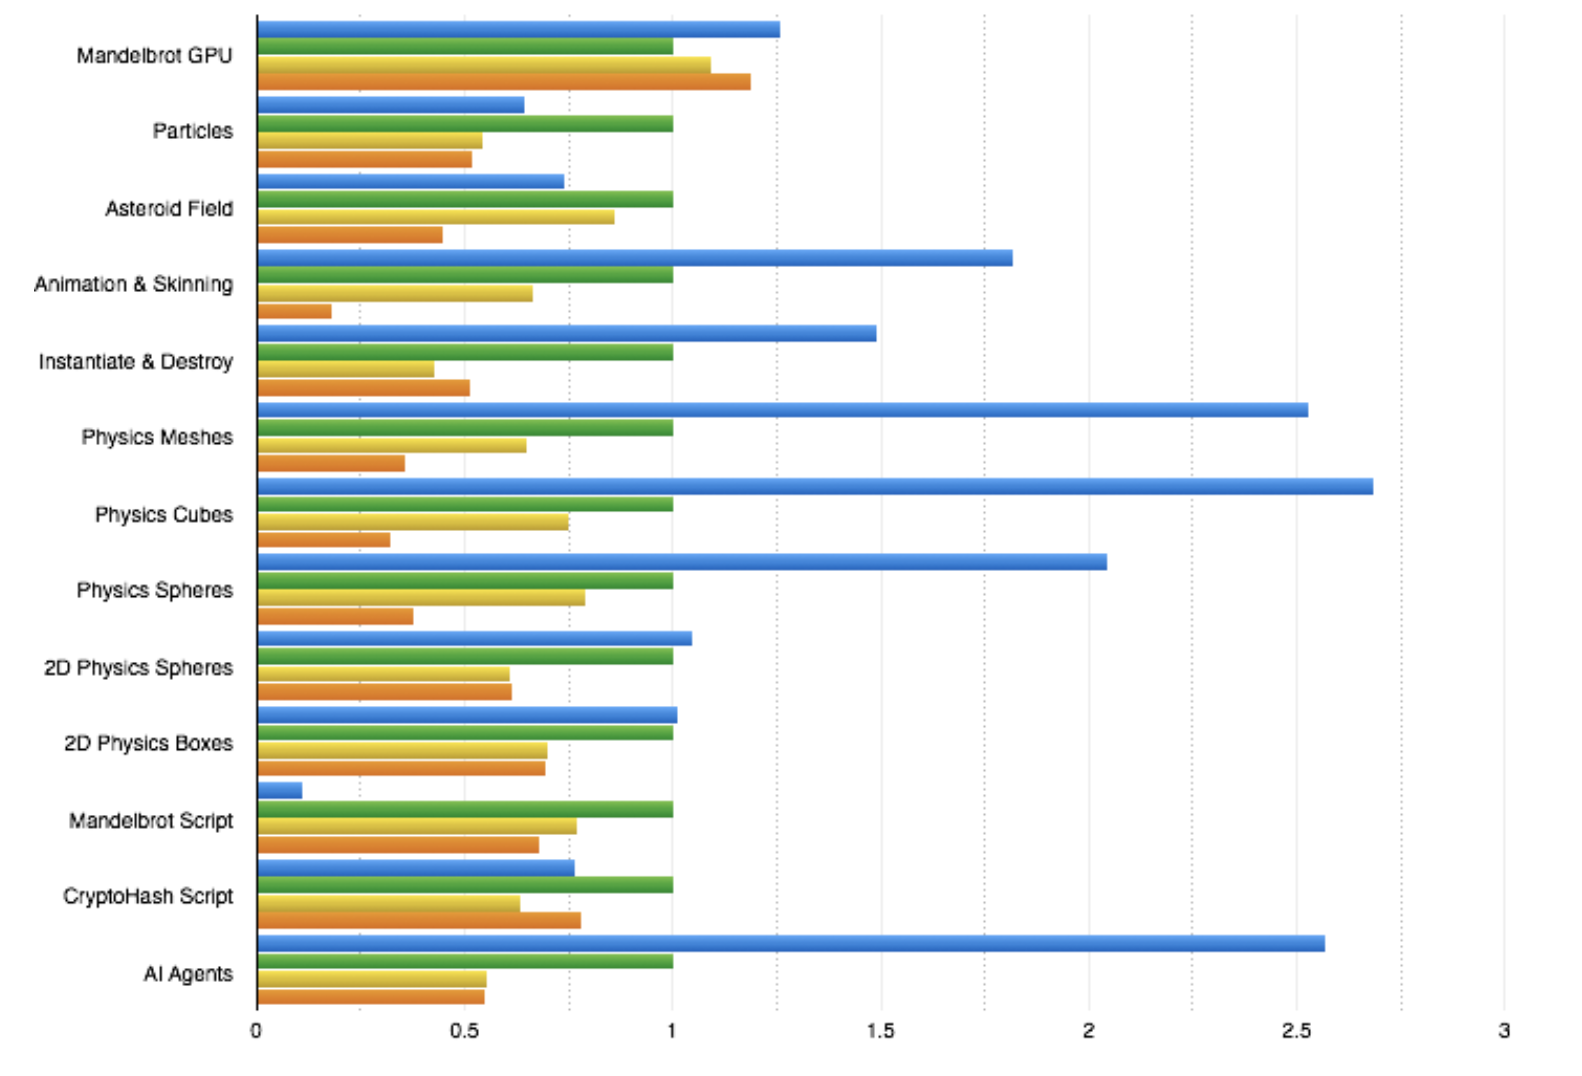 Mandelbrot GPU
Particles
Asteroid Field
Animation & Skinning
Instantiate & Destroy
Physics Meshes
Physics Cubes
Physics Spheres
2D Physics Spheres
2D Physics Boxes
Mandelbrot Script
CryptoHash Script
AI Agents
0 0.5 1 1.5 2 2.5 3